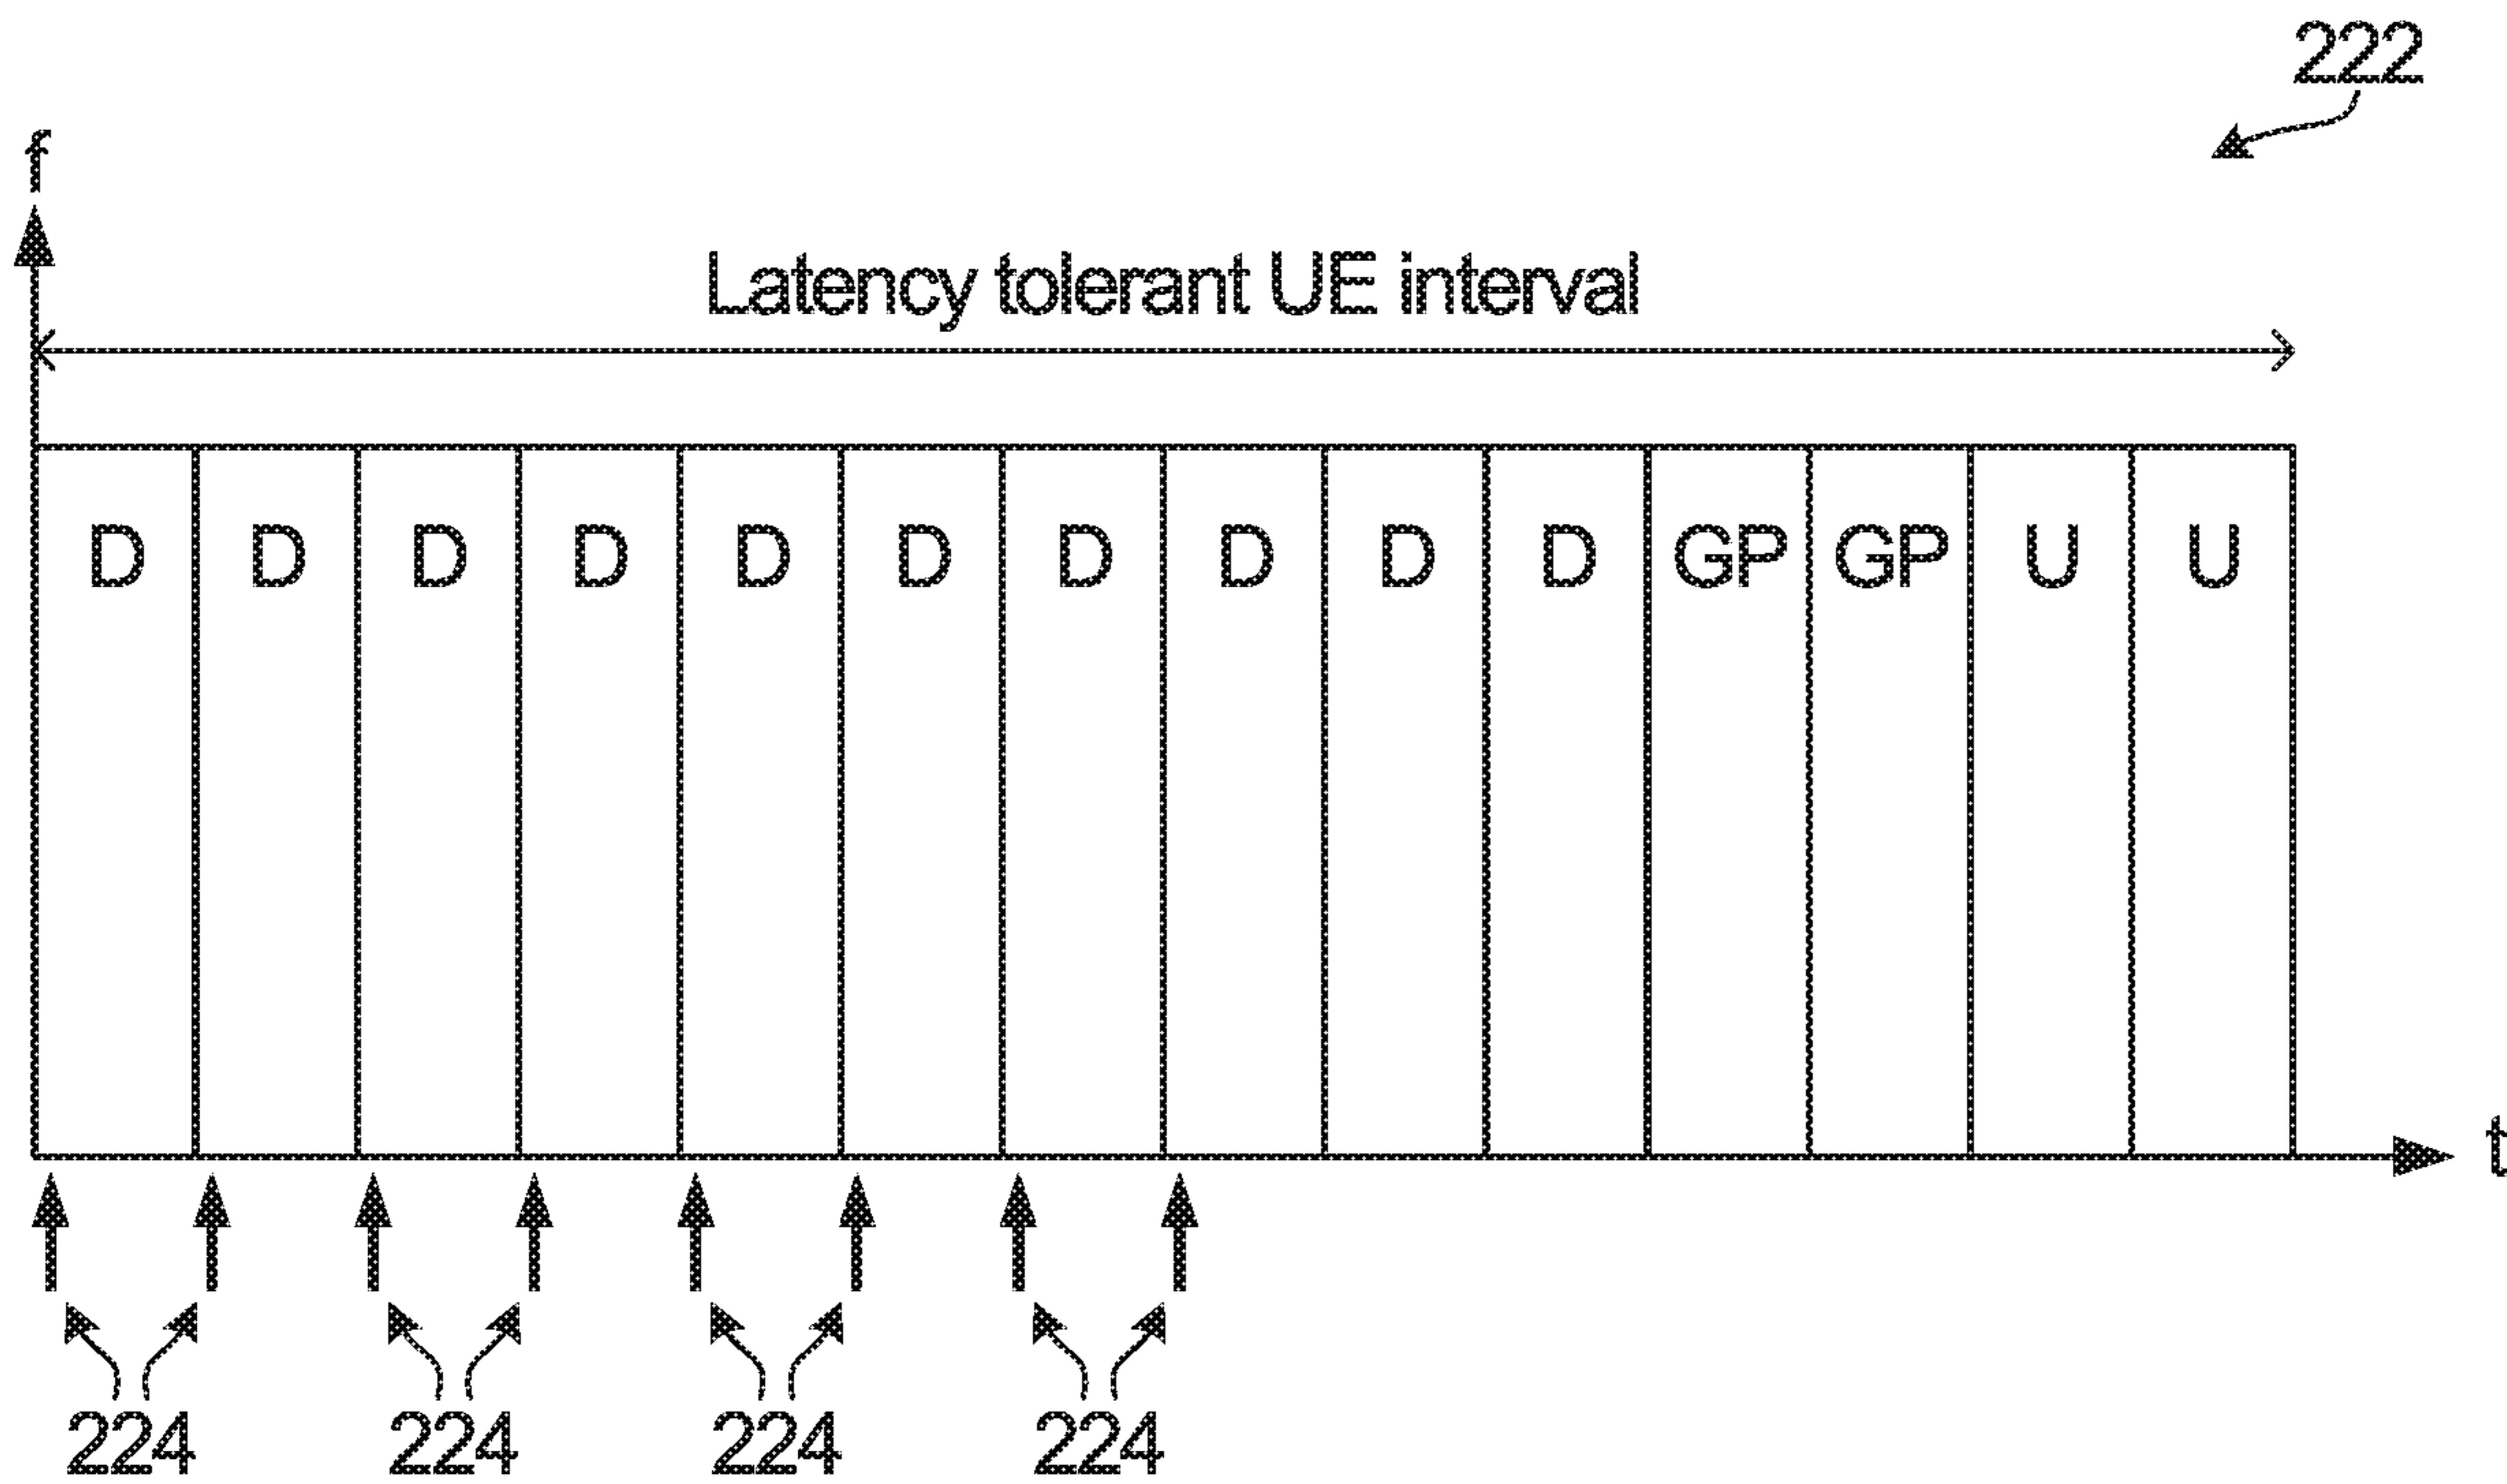 222
f
Latency tolerant UE interval
D D D D D D D D D D GP GP U U
t
224 224 224 224